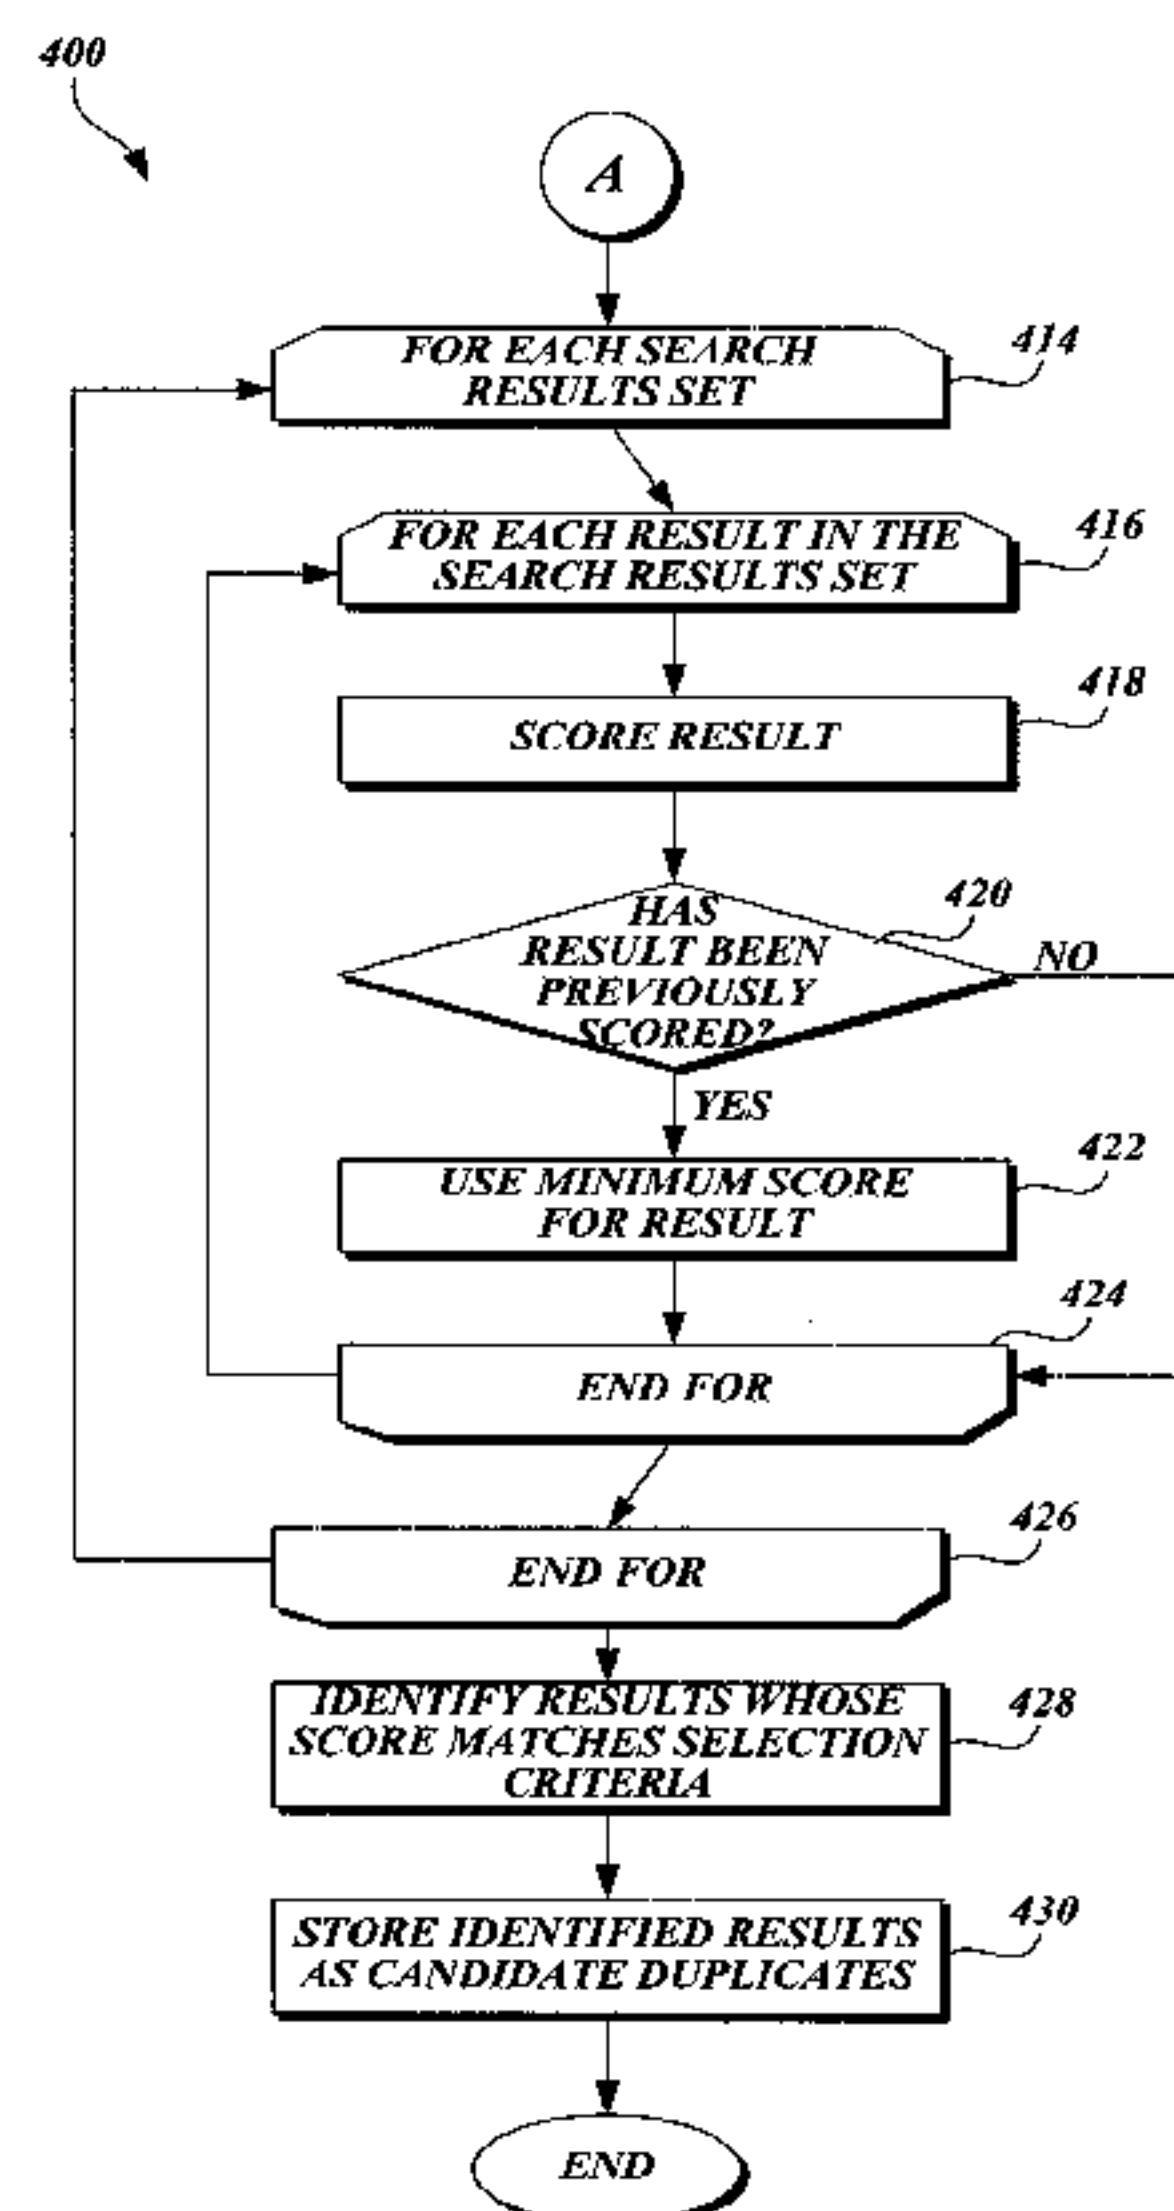 400
A
FOR EACH SEARCH
RESULTS SET
414
FOR EACH RESULT IN THE
SEARCH RESULTS SET
416
SCORE RESULT
418
HAS
RESULT BEEN
PREVIOUSLY
SCORED?
420
NO
YES
USE MINIMUM SCORE
FOR RESULT
422
END FOR
424
END FOR
426
IDENTIFY RESULTS WHOSE
SCORE MATCHES SELECTION
CRITERIA
428
STORE IDENTIFIED RESULTS
AS CANDIDATE DUPLICATES
430
END